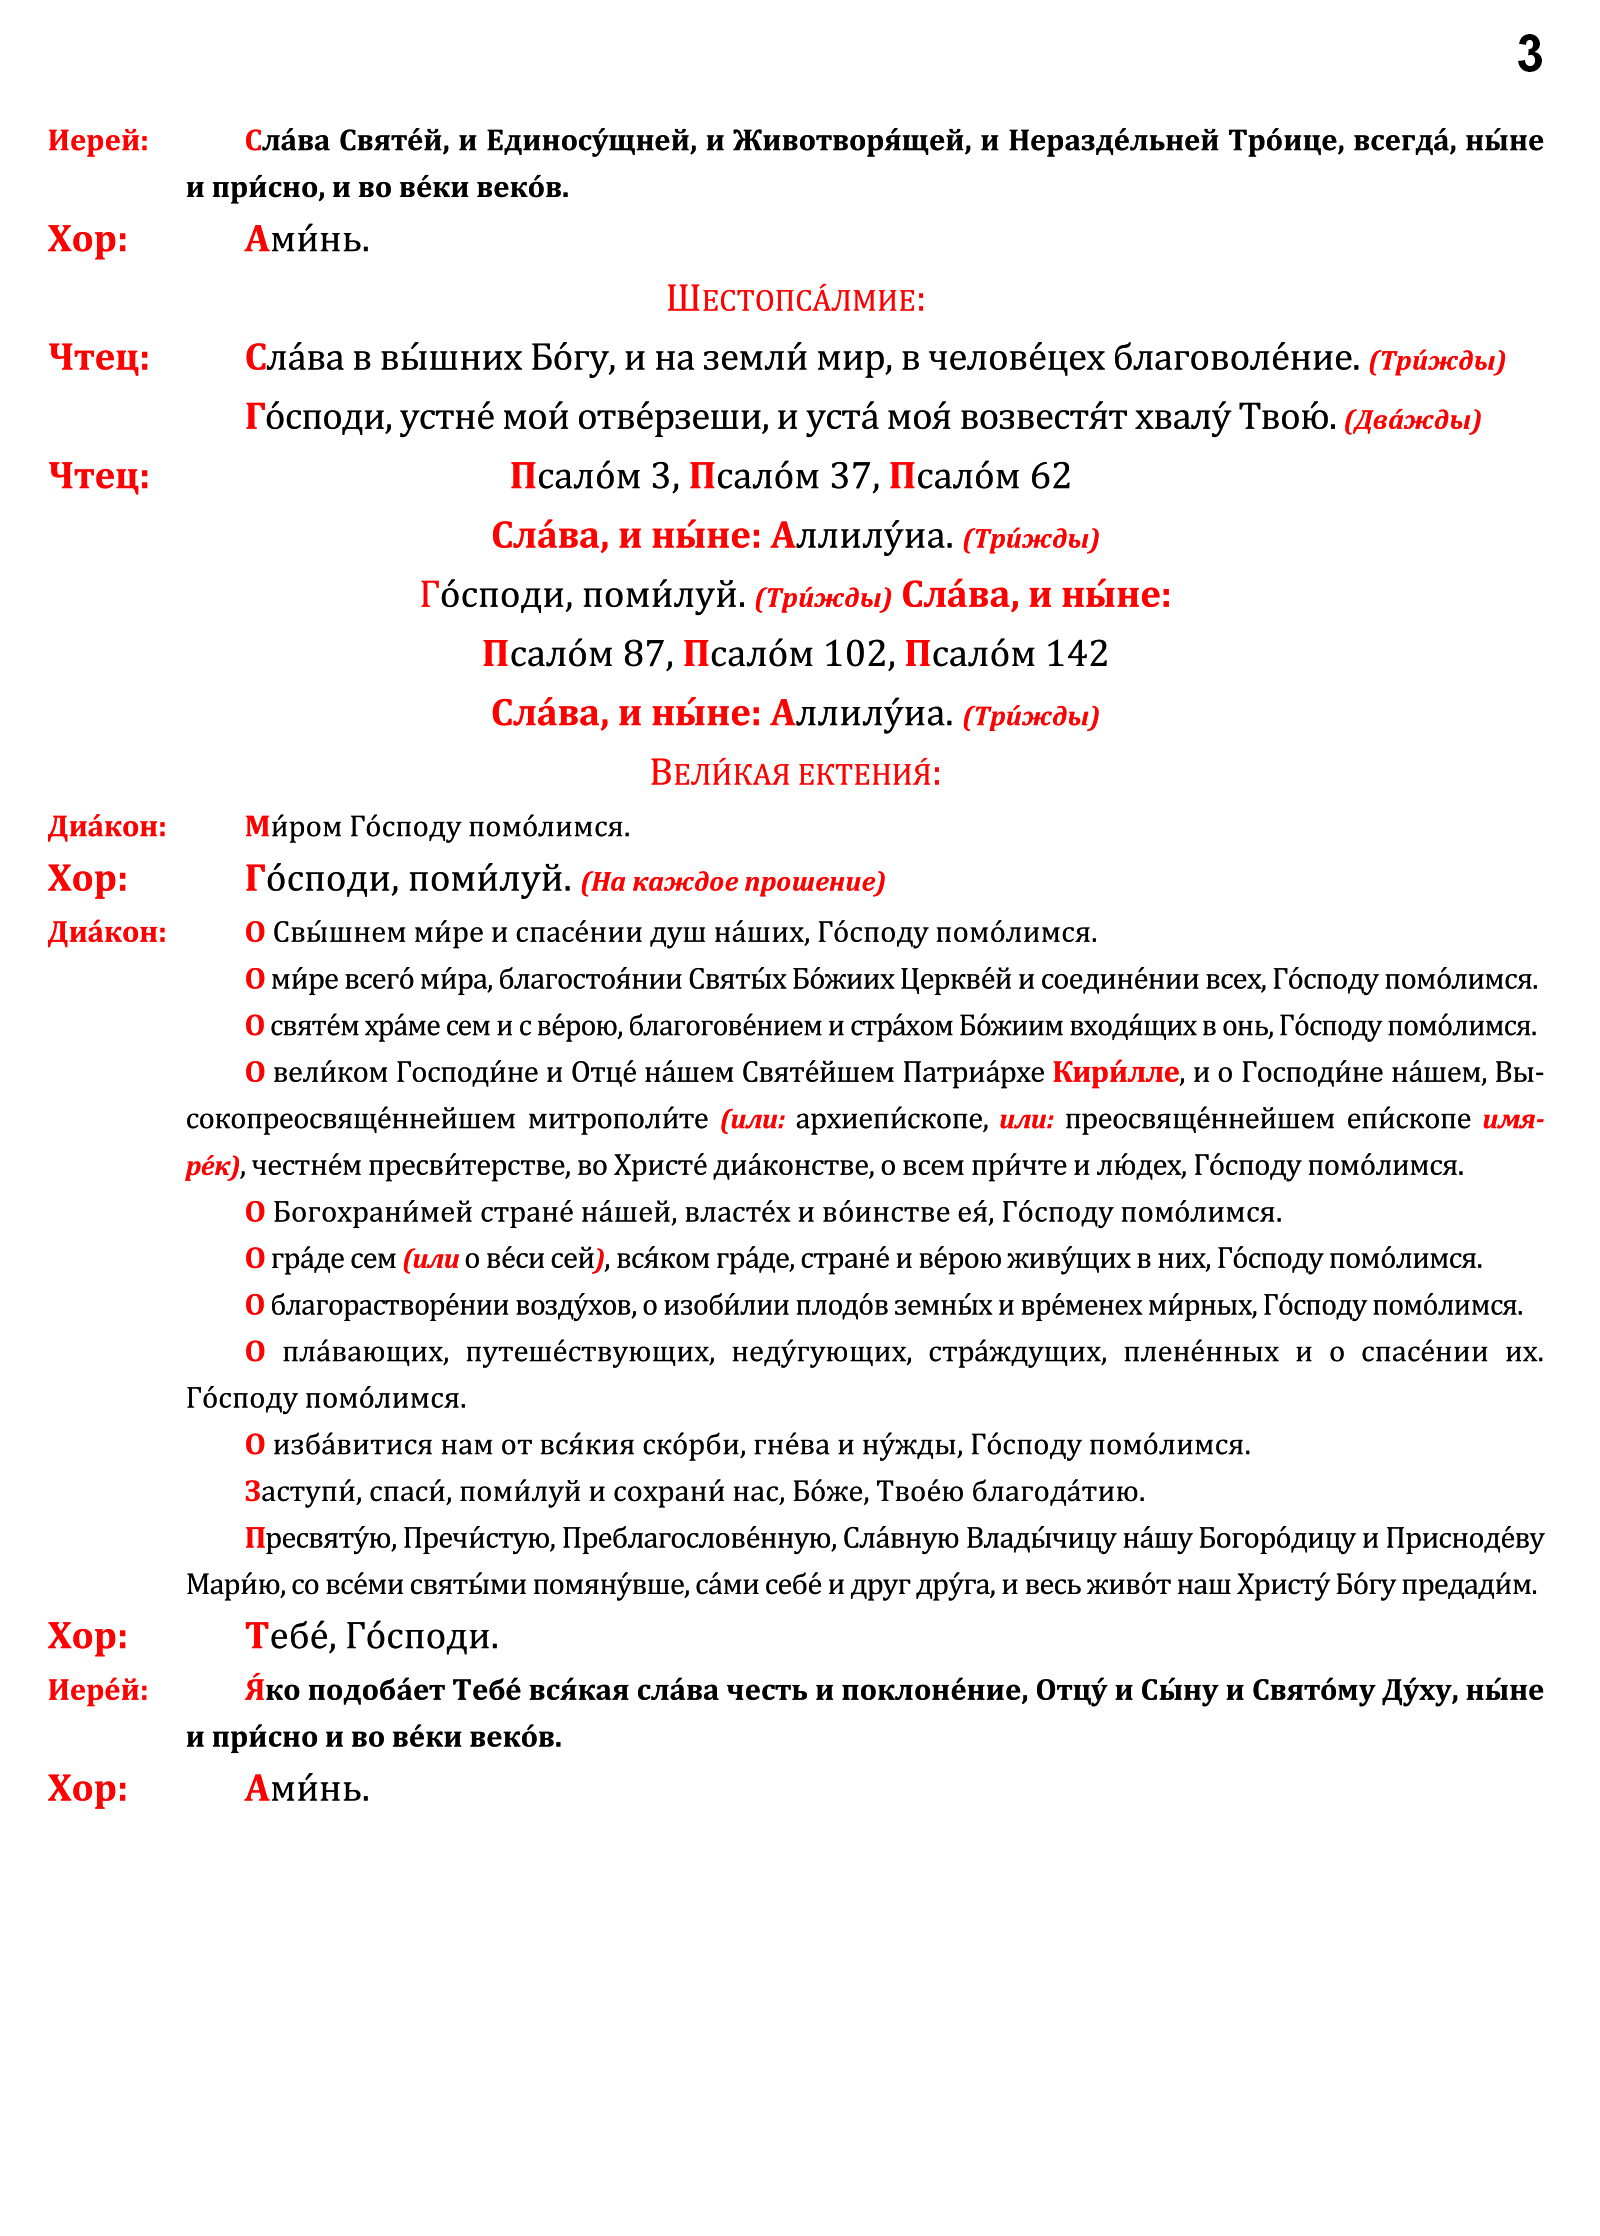 3
Иерей: Сла́ва Святе́й, и Единосу́щней, и Животворя́щей, и Неразде́льней Тро́ице, всегда́, ны́не
и при́сно, и во ве́ки веко́в.
Хор: Ами́нь.
Шестопса́лмие:
Чтец: Сла́ва в вы́шних Бо́гу, и на земли́ мир, в челове́цех благоволе́ние. (Три́жды)
Го́споди, устне́ мои́ отве́рзеши, и уста́ моя́ возвестя́т хвалу́ Твою́. (Два́жды)
Чтец: Псало́м 3, Псало́м 37, Псало́м 62
Сла́ва, и ны́не: Аллилу́иа. (Три́жды)
Го́споди, поми́луй. (Три́жды) Сла́ва, и ны́не:
Псало́м 87, Псало́м 102, Псало́м 142
Сла́ва, и ны́не: Аллилу́иа. (Три́жды)
Вели́кая ектения́:
Диа́кон: Ми́ром Го́споду помо́лимся.
Хор: Го́споди, поми́луй. (На каждое прошение)
Диа́кон: О Свы́шнем ми́ре и спасе́нии душ на́ших, Го́споду помо́лимся.
О ми́ре всего́ ми́ра, благостоя́нии Святы́х Бо́жиих Церкве́й и соедине́нии всех, Го́споду помо́лимся.
О святе́м хра́ме сем и с ве́рою, благогове́нием и стра́хом Бо́жиим входя́щих в онь, Го́споду помо́лимся.
О вели́ком Господи́не и Отце́ на́шем Святе́йшем Патриа́рхе Кири́лле, и о Господи́не на́шем, Вы-
сокопреосвяще́ннейшем митрополи́те (или: архиепи́скопе, или: преосвяще́ннейшем епи́скопе имя-
ре́к), честне́м пресви́терстве, во Христе́ диа́констве, о всем при́чте и лю́дех, Го́споду помо́лимся.
О Богохрани́мей стране́ на́шей, власте́х и во́инстве ея́, Го́споду помо́лимся.
О гра́де сем (или о ве́си сей), вся́ком гра́де, стране́ и ве́рою живу́щих в них, Го́споду помо́лимся.
О благорастворе́нии возду́хов, о изоби́лии плодо́в земны́х и вре́менех ми́рных, Го́споду помо́лимся.
О пла́вающих, путеше́ствующих, неду́гующих, стра́ждущих, плене́нных и о спасе́нии их.
Го́споду помо́лимся.
О изба́витися нам от вся́кия ско́рби, гне́ва и ну́жды, Го́споду помо́лимся.
Заступи́, спаси́, поми́луй и сохрани́ нас, Бо́же, Твое́ю благода́тию.
Пресвяту́ю, Пречи́стую, Преблагослове́нную, Сла́вную Влады́чицу на́шу Богоро́дицу и Присноде́ву
Мари́ю, со все́ми святы́ми помяну́вше, са́ми себе́ и друг дру́га, и весь живо́т наш Христу́ Бо́гу предади́м.
Хор: Тебе́, Го́споди.
Иере́й: Я́ко подоба́ет Тебе́ вся́кая сла́ва честь и поклоне́ние, Отцу́ и Сы́ну и Свято́му Ду́ху, ны́не
и при́сно и во ве́ки веко́в.
Хор: Ами́нь.